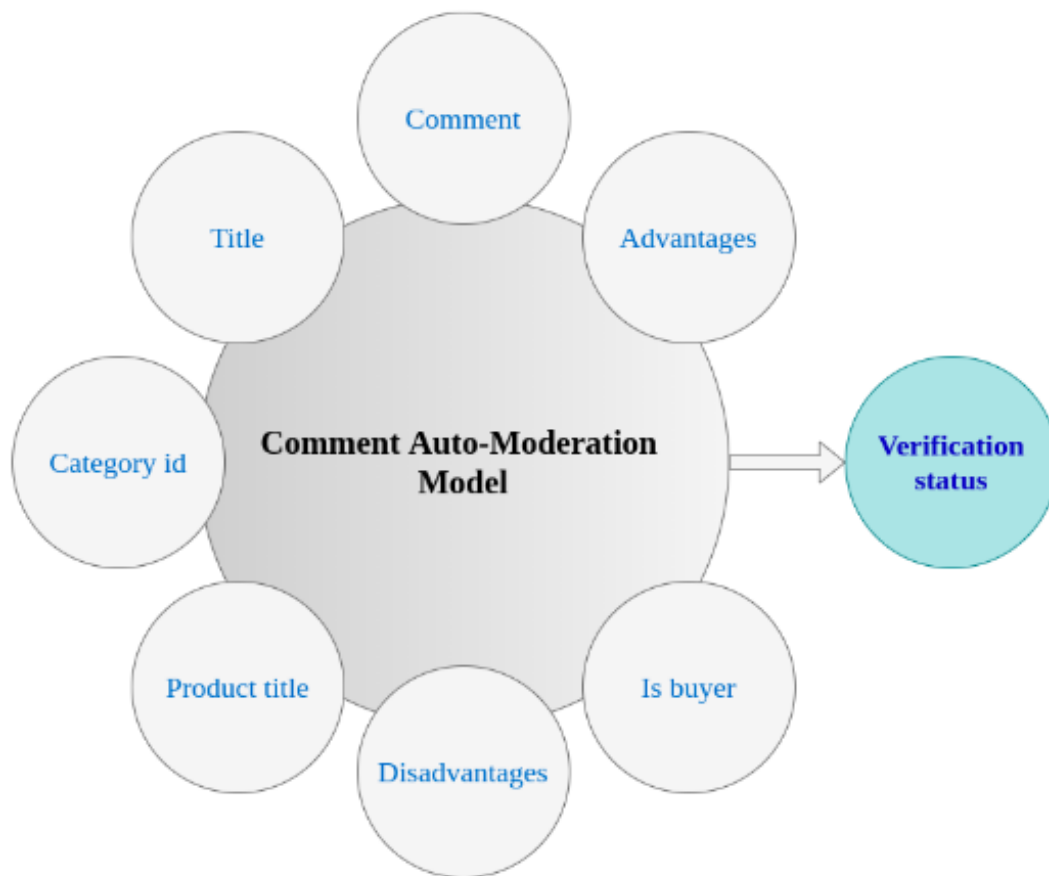 Comment
Title
Advantages
Category id
Comment Auto-Moderation
Model
Verification
status
Product title
Is buyer
Disadvantages